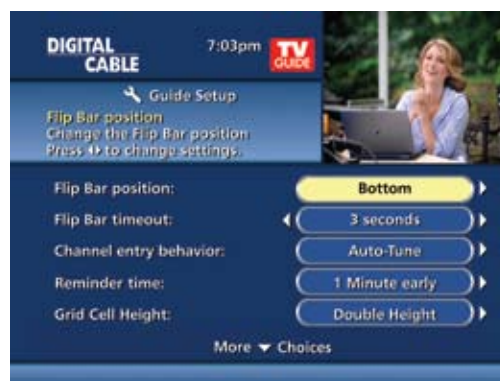 DIGITAL
CABLE
7:03pm
TV
GUIDE
Guide Setup
Flip Bar position
Change the Flip Bar position
Press ◀▶ to change settings.
Flip Bar position: Bottom
Flip Bar timeout: 3 seconds
Channel entry behavior: Auto-Tune
Reminder time: 1 Minute early
Grid Cell Height: Double Height
More ▼ Choices